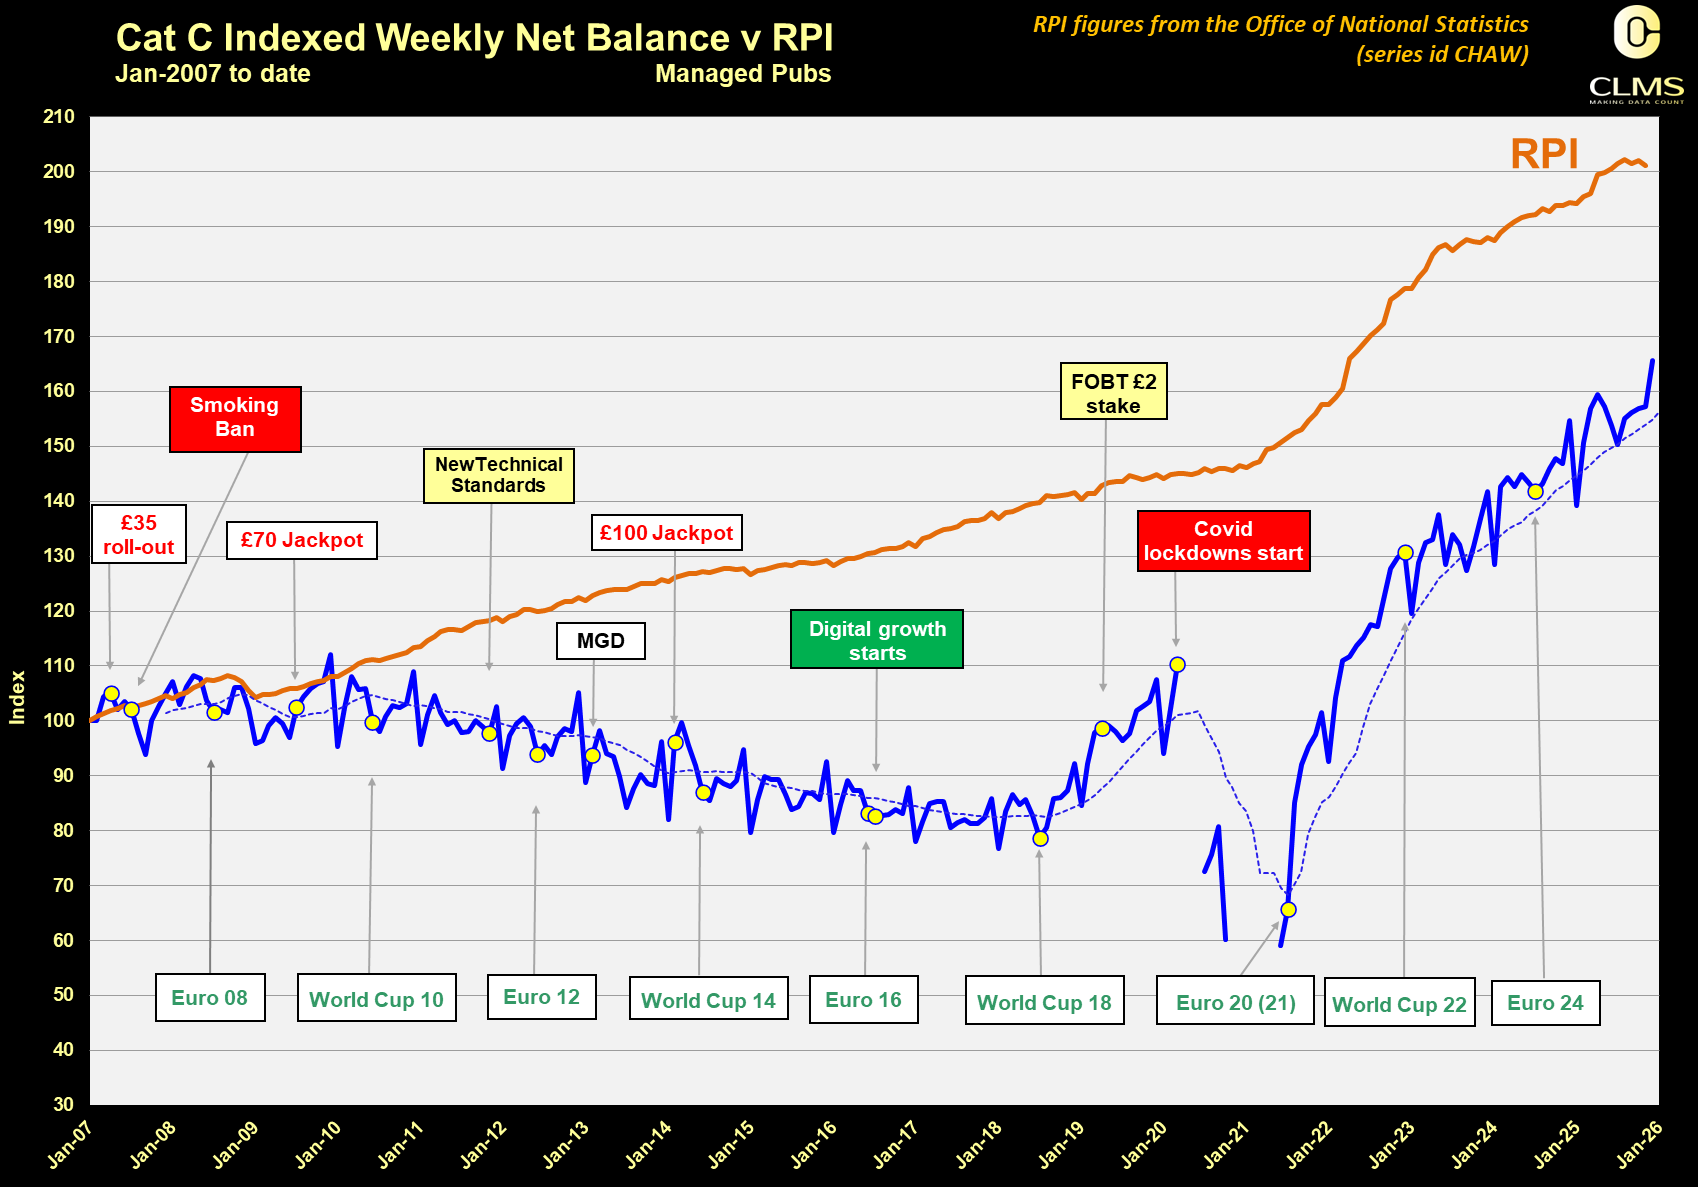 Cat C Indexed Weekly Net Balance v RPI
Jan-2007 to date
Managed Pubs
RPI figures from the Office of National Statistics
(series id CHAW)
CLMS
MAKING DATA COUNT
210
200
190
180
170
160
150
140
130
120
110
100
90
80
70
60
50
40
30
Index
RPI
Smoking
Ban
£35
roll-out
£70 Jackpot
NewTechnical
Standards
£100 Jackpot
MGD
Digital growth
starts
FOBT £2
stake
Covid
lockdowns start
Euro 08
World Cup 10
Euro 12
World Cup 14
Euro 16
World Cup 18
Euro 20 (21)
World Cup 22
Euro 24
Jan-07
Jan-08
Jan-09
Jan-10
Jan-11
Jan-12
Jan-13
Jan-14
Jan-15
Jan-16
Jan-17
Jan-18
Jan-19
Jan-20
Jan-21
Jan-22
Jan-23
Jan-24
Jan-25
Jan-26